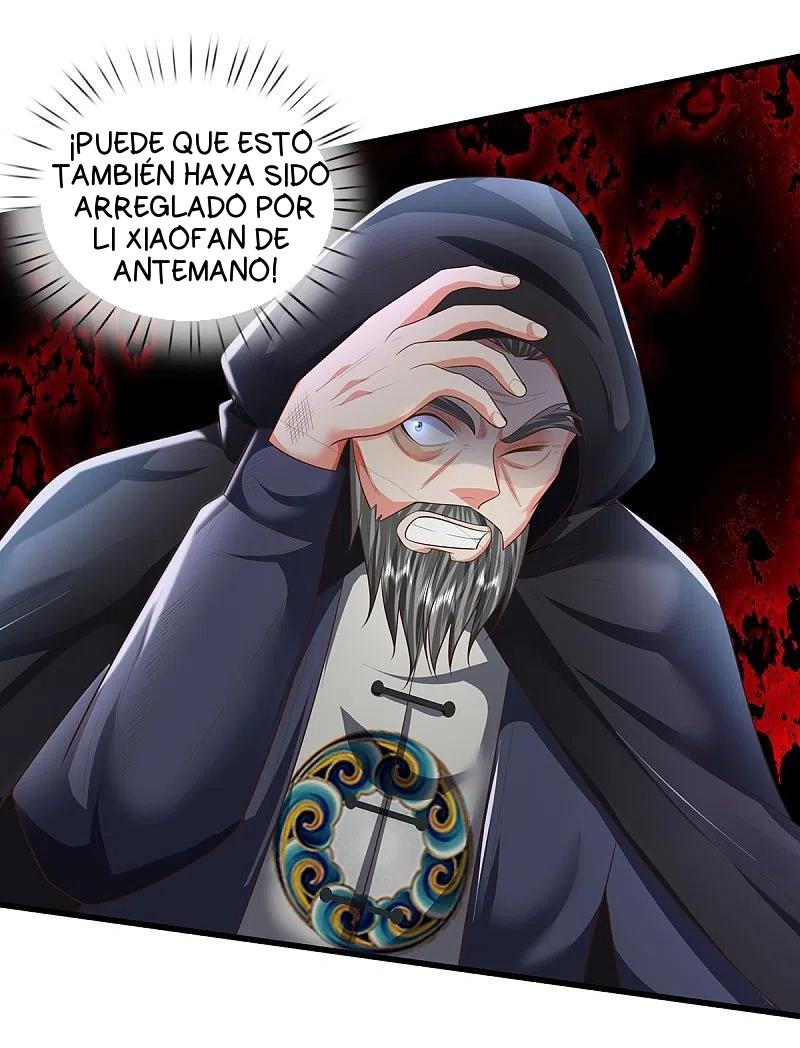 ¡PUEDE QUE ESTO
TAMBIÉN HAYA SIDO
ARREGLADO POR
LI XIAOFAN DE
ANTEMANO!